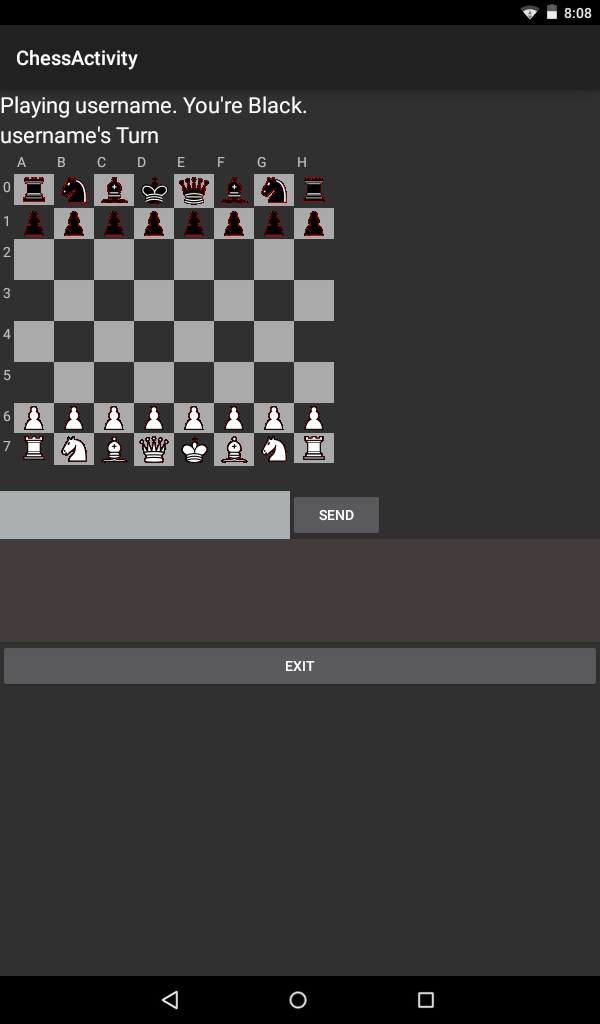 8:08
ChessActivity
Playing username. You're Black.
username's Turn
A B C D E F G H
0
1
2
3
4
5
6
7
SEND
EXIT